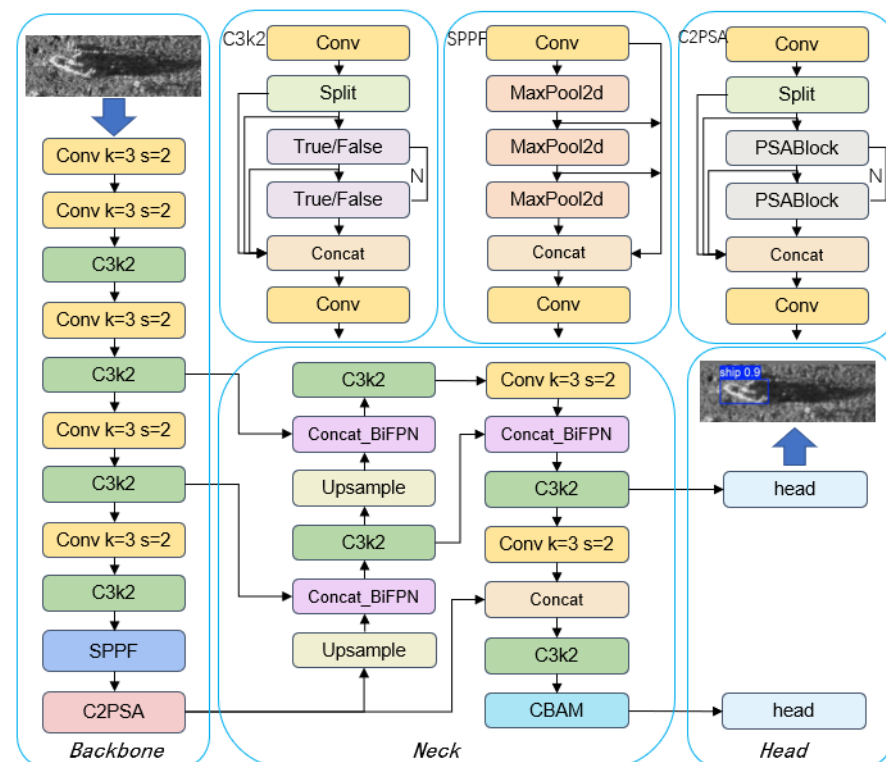 Conv k=3 s=2
Conv k=3 s=2
C3k2
Conv k=3 s=2
C3k2
Conv k=3 s=2
C3k2
Conv k=3 s=2
C3k2
SPPF
C2PSA
Backbone
C3k2
Conv
Split
True/False
True/False
N
Concat
Conv
SPPF
Conv
MaxPool2d
MaxPool2d
MaxPool2d
Concat
Conv
C2PSA
Conv
Split
PSABlock
PSABlock
N
Concat
Conv
C3k2
Concat_BiFPN
Upsample
C3k2
Concat_BiFPN
Upsample
Conv k=3 s=2
Concat_BiFPN
C3k2
Conv k=3 s=2
Concat
C3k2
CBAM
Neck
ship 0.9
head
head
Head